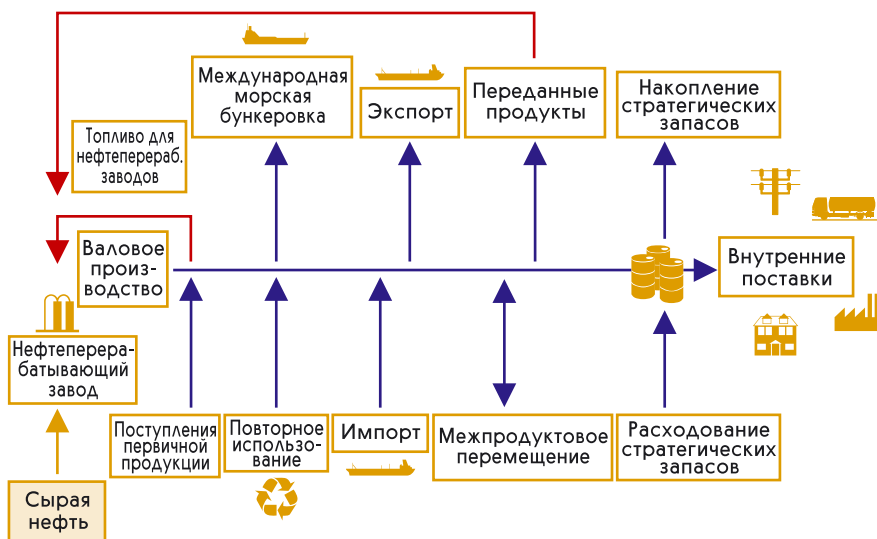 Международная
морская
бункеровка
Экспорт
Переданные
продукты
Накопление
стратегических
запасов
Топливо для
нефтеперераб.
заводов
Валовое
произ-
водство
Внутренние
поставки
Нефтеперера-
батывающий
завод
Поступления
первичной
продукции
Повторное
использо-
вание
Импорт
Межпродуктовое
перемещение
Расходование
стратегических
запасов
Сырая
нефть